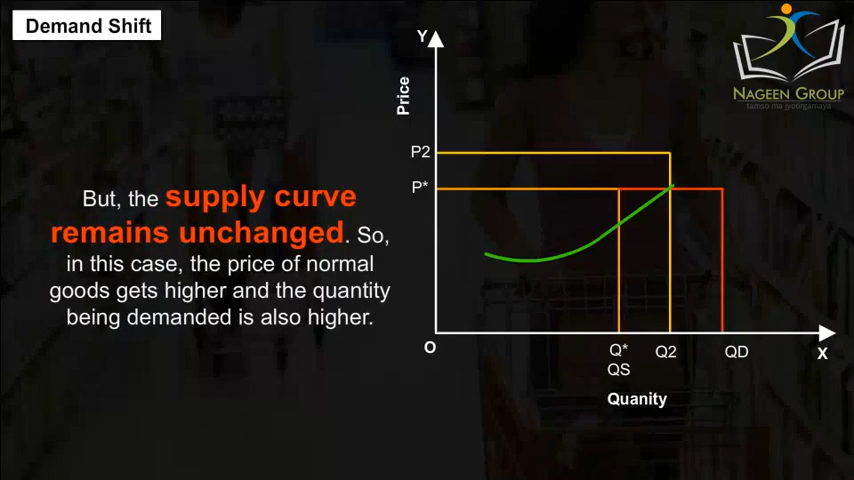 Demand Shift
NAGEEN GROUP
tamso ma jyotirgamaya
But, the supply curve
remains unchanged. So,
in this case, the price of normal
goods gets higher and the quantity
being demanded is also higher.
Y
Price
P2
P*
O
Q*
QS
Q2
QD
X
Quanity